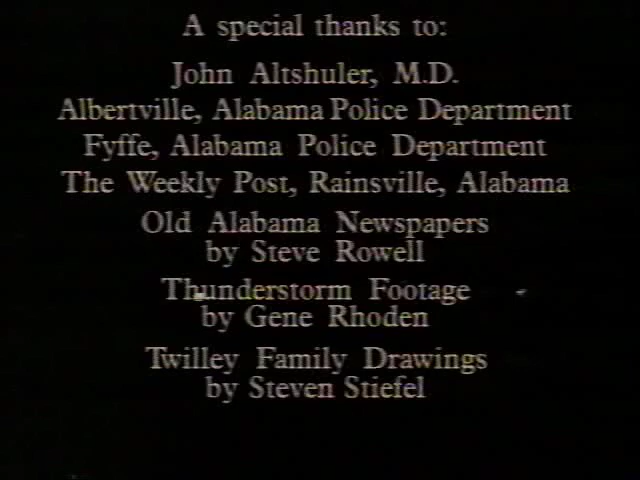 A special thanks to:
John Altshuler, M.D.
Albertville, Alabama Police Department
Fyffe, Alabama Police Department
The Weekly Post, Rainsville, Alabama
Old Alabama Newspapers
by Steve Rowell
Thunderstorm Footage
by Gene Rhoden
Twilley Family Drawings
by Steven Stiefel